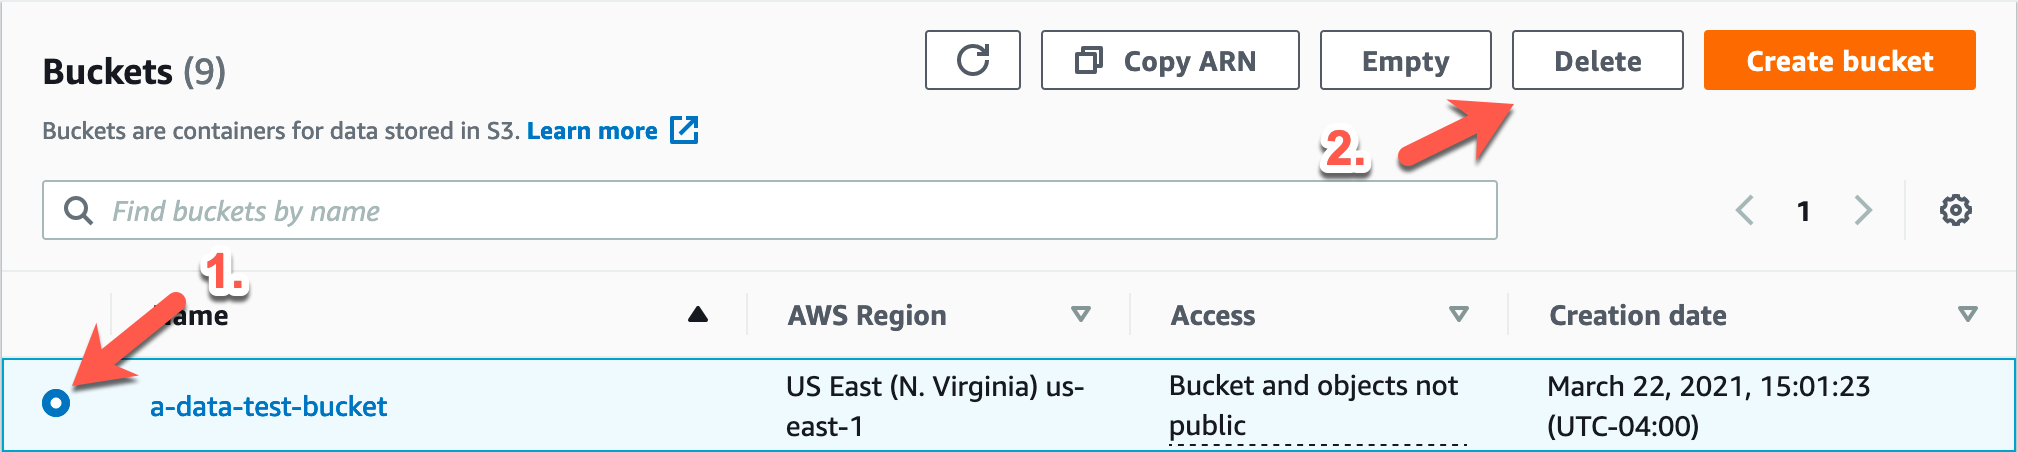 Buckets (9)
Copy ARN
Empty
Delete
Create bucket
Buckets are containers for data stored in S3. Learn more
2.
Find buckets by name
1
1.
Name
AWS Region
Access
Creation date
a-data-test-bucket
US East (N. Virginia) us-
east-1
Bucket and objects not
public
March 22, 2021, 15:01:23
(UTC-04:00)